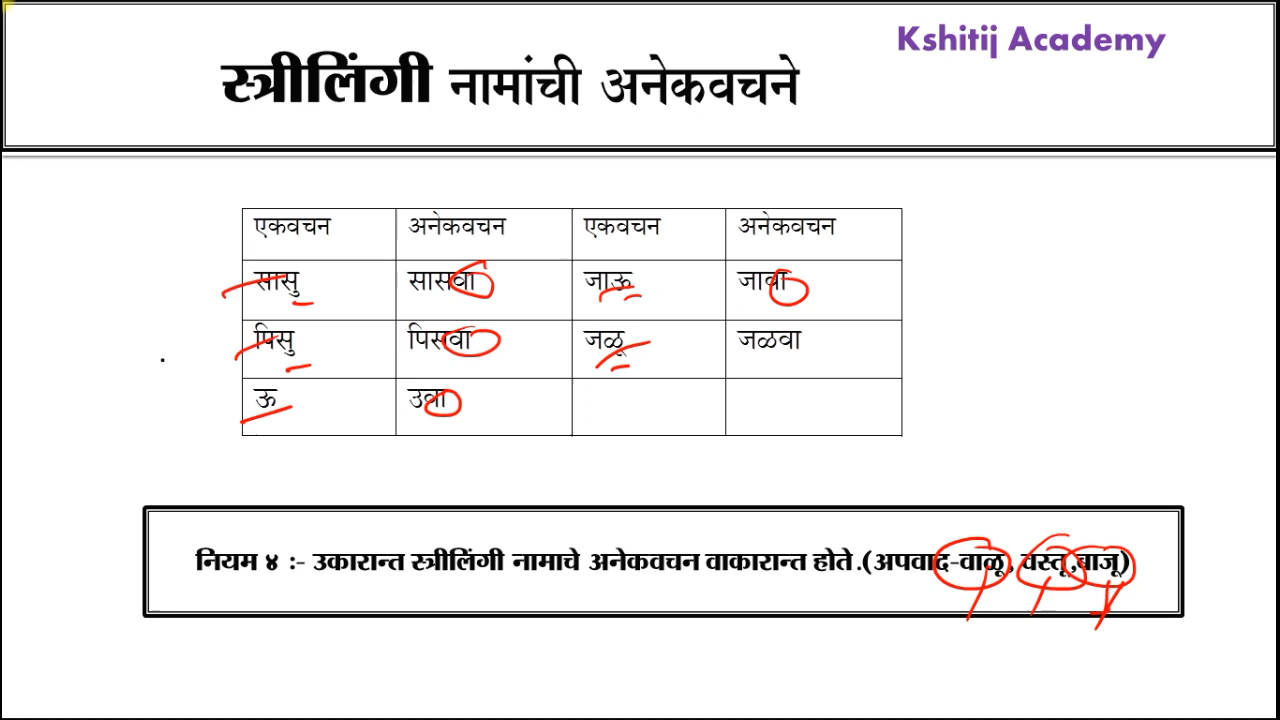 Kshitij Academy
स्त्रीलिंगी नामांची अनेकवचने
एकवचन अनेकवचन एकवचन अनेकवचन
सासु सासवा जाऊ जावा
पिसु पिसवा जळू जळवा
ऊ उवा
नियम ४ :- उकारान्त स्त्रीलिंगी नामाचे अनेकवचन वाकारान्त होते.(अपवाद-वाळू, वस्तू,बाजू)